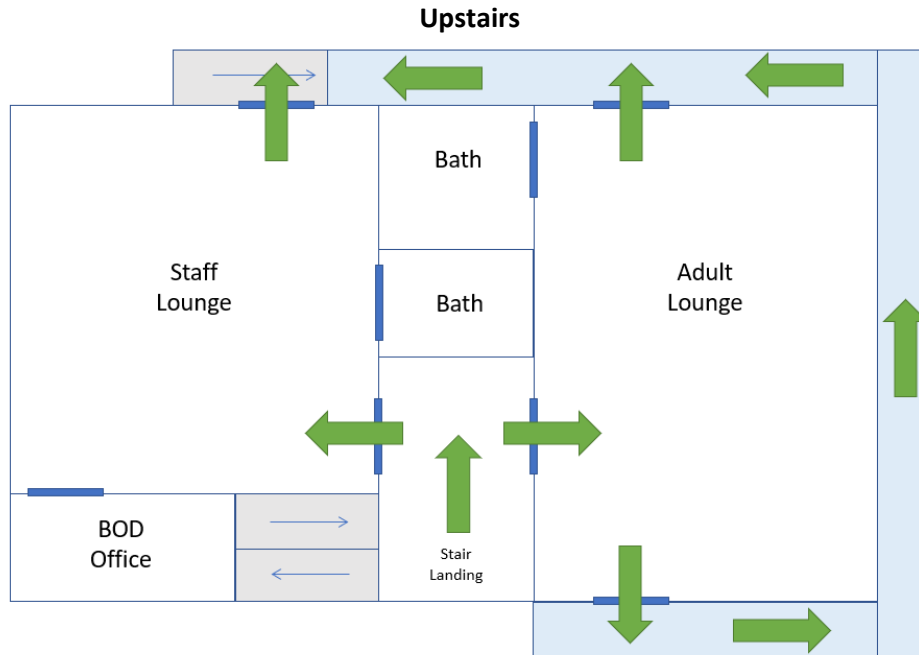 Upstairs
Bath
Staff
Lounge
Bath
Adult
Lounge
BOD
Office
Stair
Landing